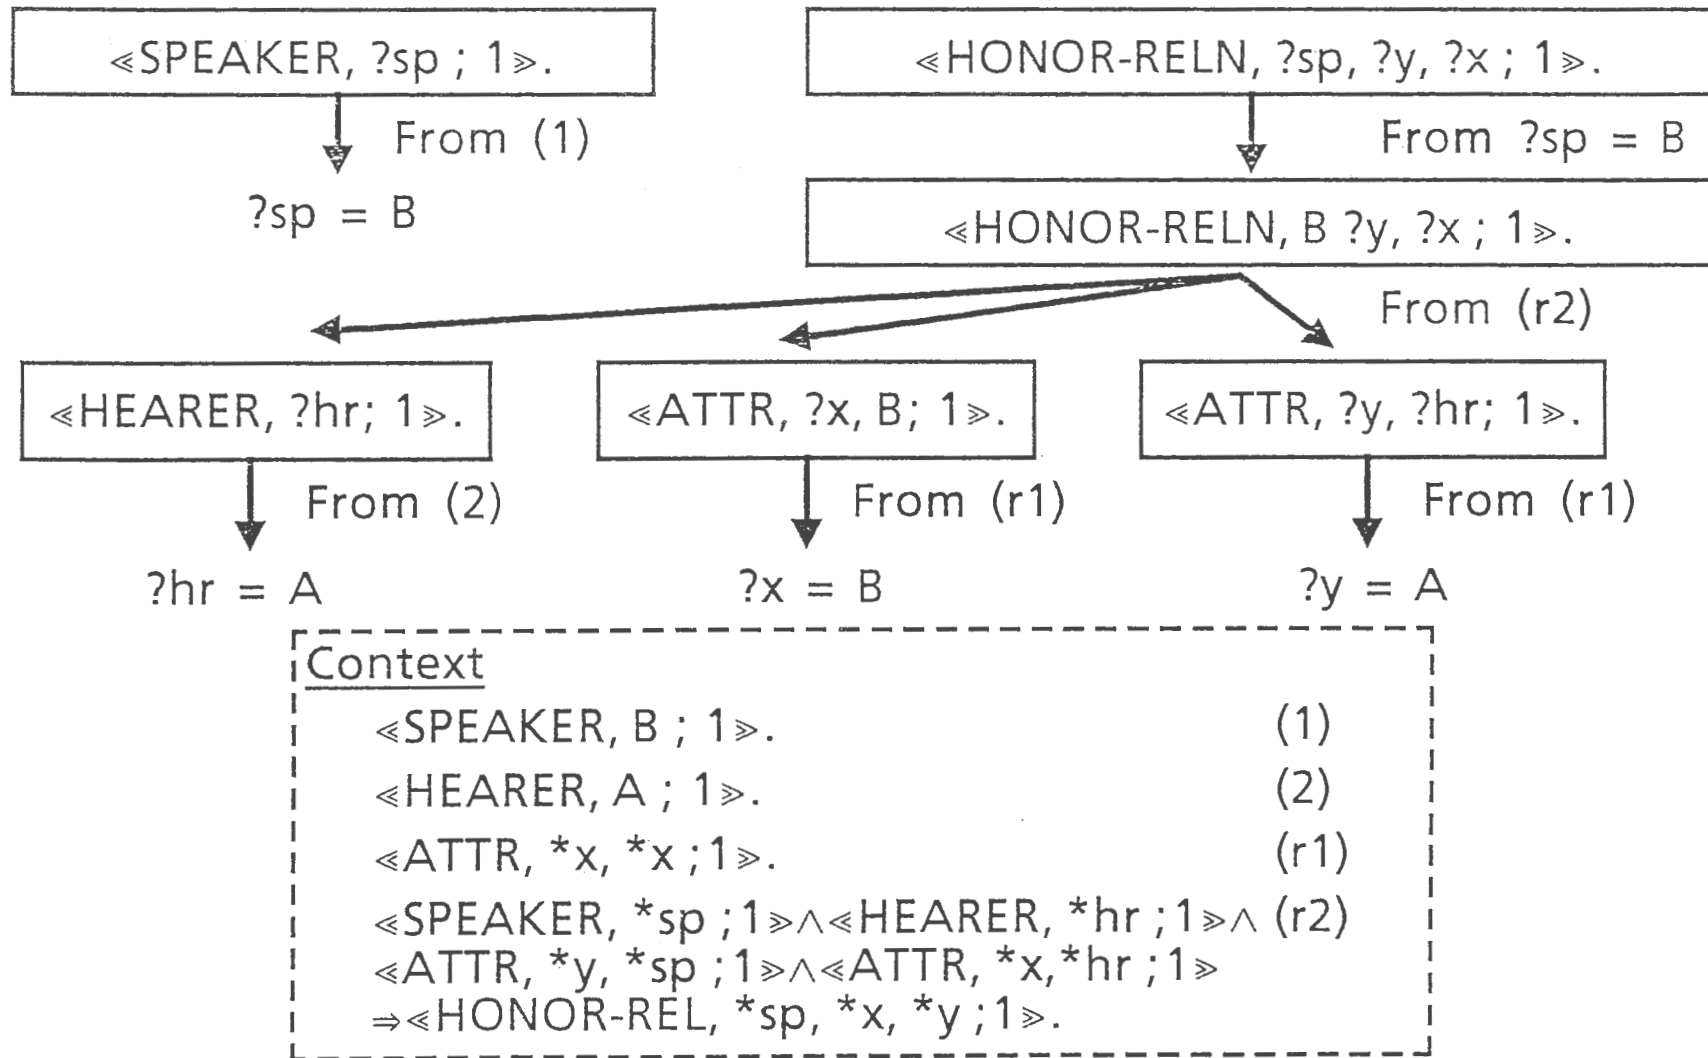 ≪SPEAKER, ?sp ; 1≫.
≪HONOR-RELN, ?sp, ?y, ?x ; 1≫.
From (1)
From ?sp = B
?sp = B
≪HONOR-RELN, B ?y, ?x ; 1≫.
From (r2)
≪HEARER, ?hr; 1≫.
≪ATTR, ?x, B; 1≫.
≪ATTR, ?y, ?hr; 1≫.
From (2)
From (r1)
From (r1)
?hr = A
?x = B
?y = A
Context
≪SPEAKER, B ; 1≫. (1)
≪HEARER, A ; 1≫. (2)
≪ATTR, *x, *x ;1≫. (r1)
≪SPEAKER, *sp ;1≫∧≪HEARER, *hr ;1≫∧ (r2)
≪ATTR, *y, *sp ;1≫∧≪ATTR, *x,*hr ;1≫
⇒≪HONOR-REL, *sp, *x, *y ;1≫.